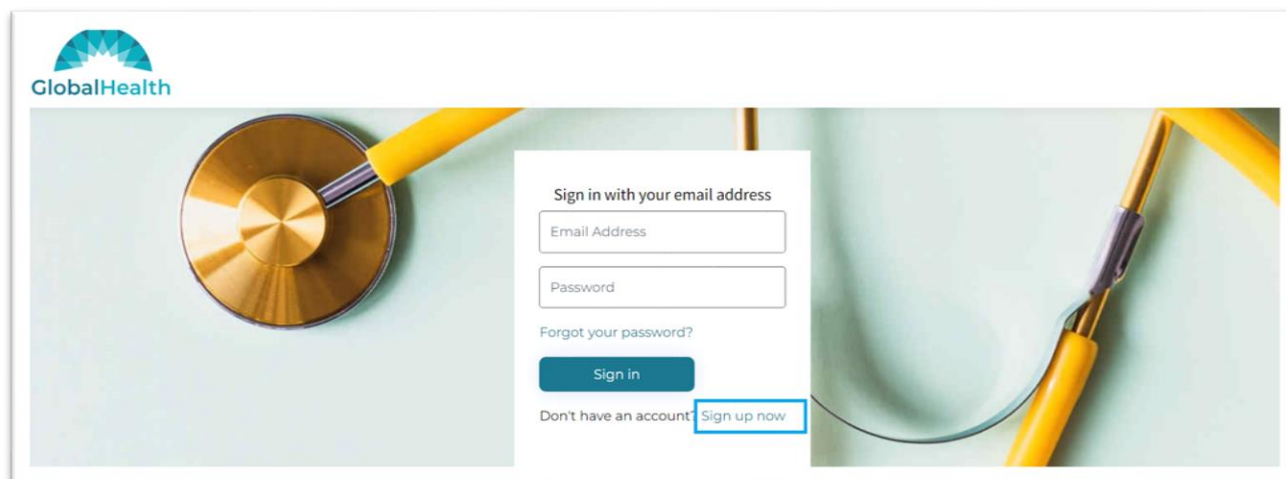 GlobalHealth
Sign in with your email address
Email Address
Password
Forgot your password?
Sign in
Don't have an account? Sign up now